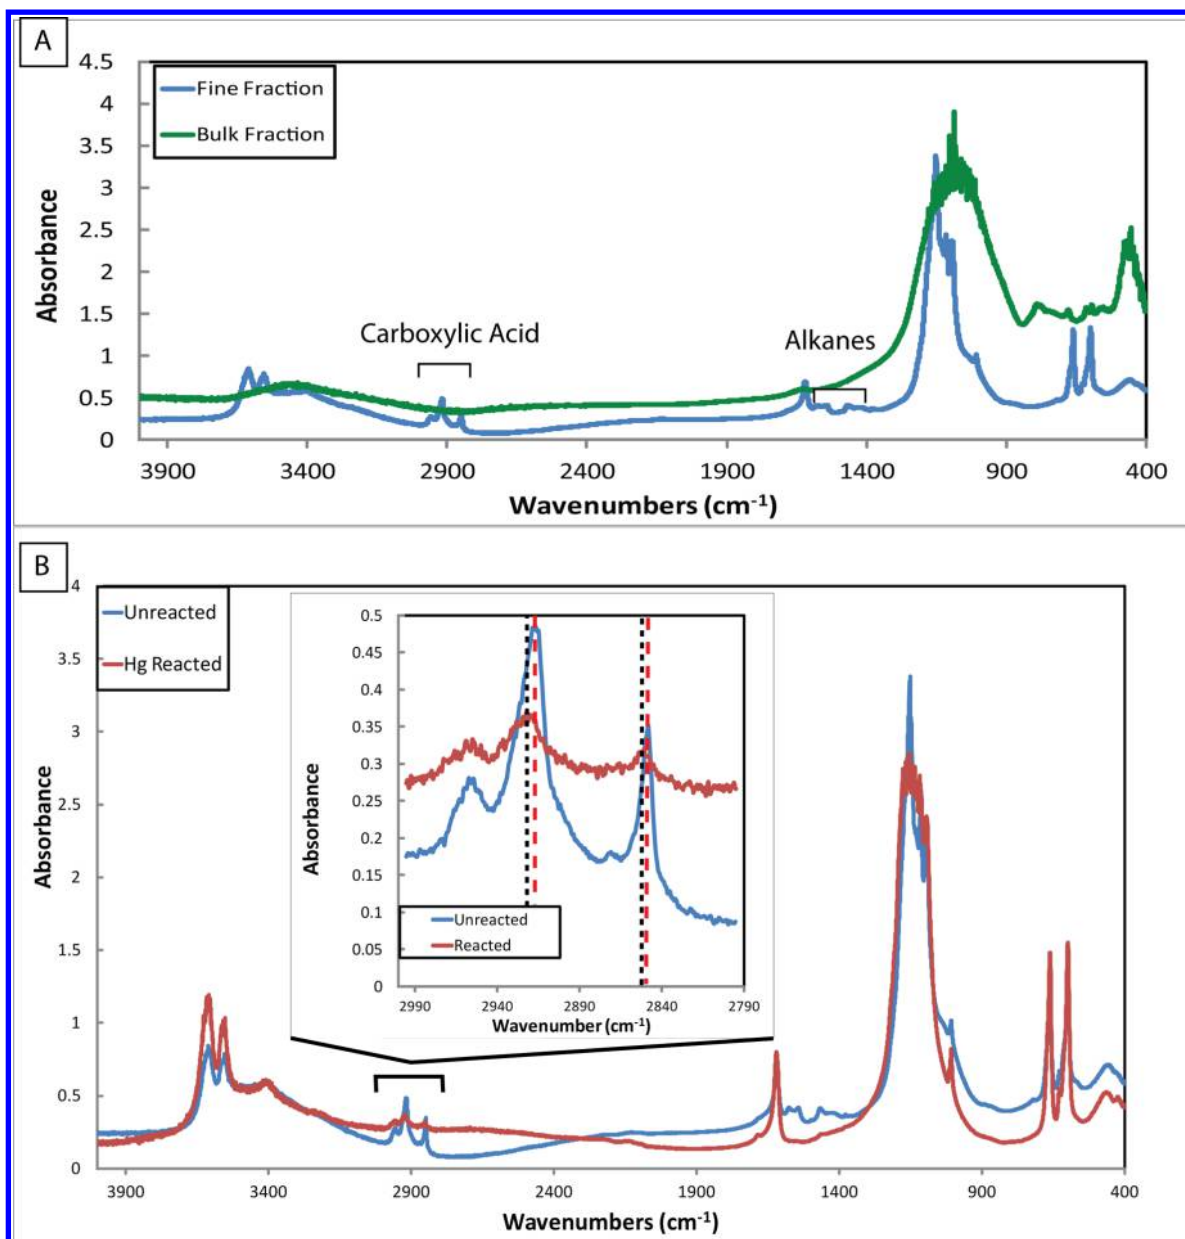 A
4.5
4
3.5
3
2.5
2
1.5
1
0.5
0
Absorbance
Fine Fraction
Bulk Fraction
Carboxylic Acid
Alkanes
3900 3400 2900 2400 1900 1400 900 400
Wavenumbers (cm-1)
B
4
3.5
3
2.5
2
1.5
1
0.5
0
Absorbance
Unreacted
Hg Reacted
0.5
0.45
0.4
0.35
0.3
0.25
0.2
0.15
0.1
0.05
0
Absorbance
Unreacted
Reacted
2990 2940 2890 2840 2790
Wavenumber (cm-1)
3900 3400 2900 2400 1900 1400 900 400
Wavenumbers (cm-1)